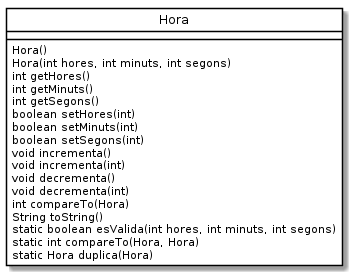 Hora
Hora()
Hora(int hores, int minuts, int segons)
int getHores()
int getMinuts()
int getSegons()
boolean setHores(int)
boolean setMinuts(int)
boolean setSegons(int)
void incrementa()
void incrementa(int)
void decrementa()
void decrementa(int)
int compareTo(Hora)
String toString()
static boolean esValida(int hores, int minuts, int segons)
static int compareTo(Hora, Hora)
static Hora duplica(Hora)